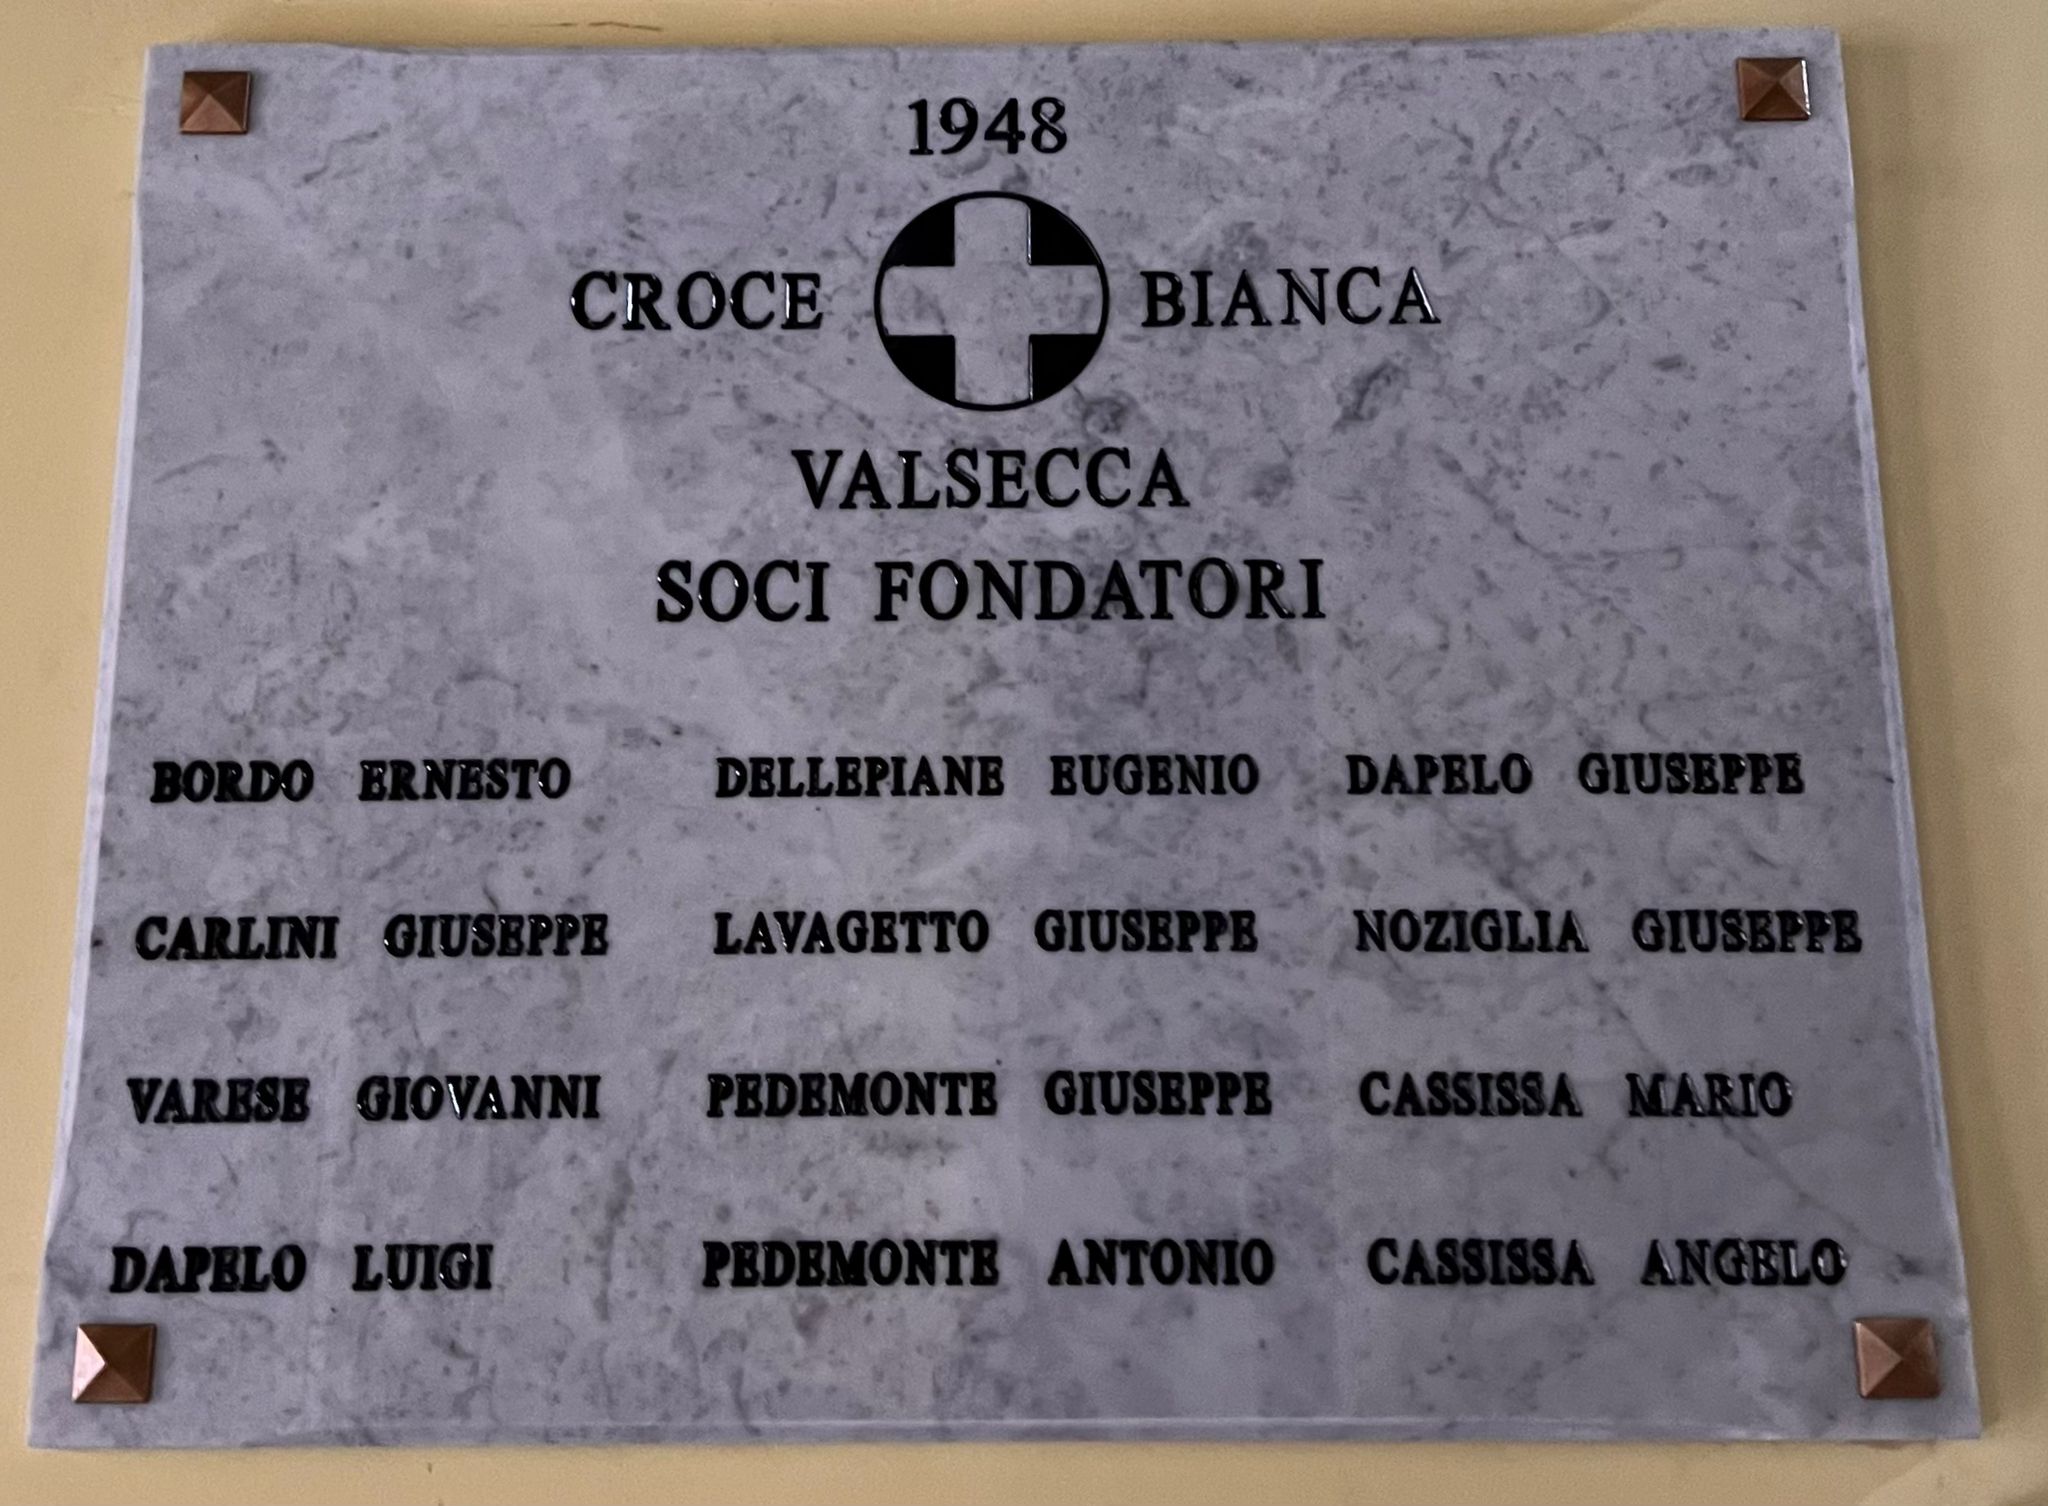 1948
CROCE BIANCA
VALSECCA
SOCI FONDATORI
BORDO ERNESTO DELLEPIANE EUGENIO DAPELO GIUSEPPE
CARLINI GIUSEPPE LAVAGETTO GIUSEPPE NOZIGLIA GIUSEPPE
VARESE GIOVANNI PEDEMONTE GIUSEPPE CASSISSA MARIO
DAPELO LUIGI PEDEMONTE ANTONIO CASSISSA ANGELO